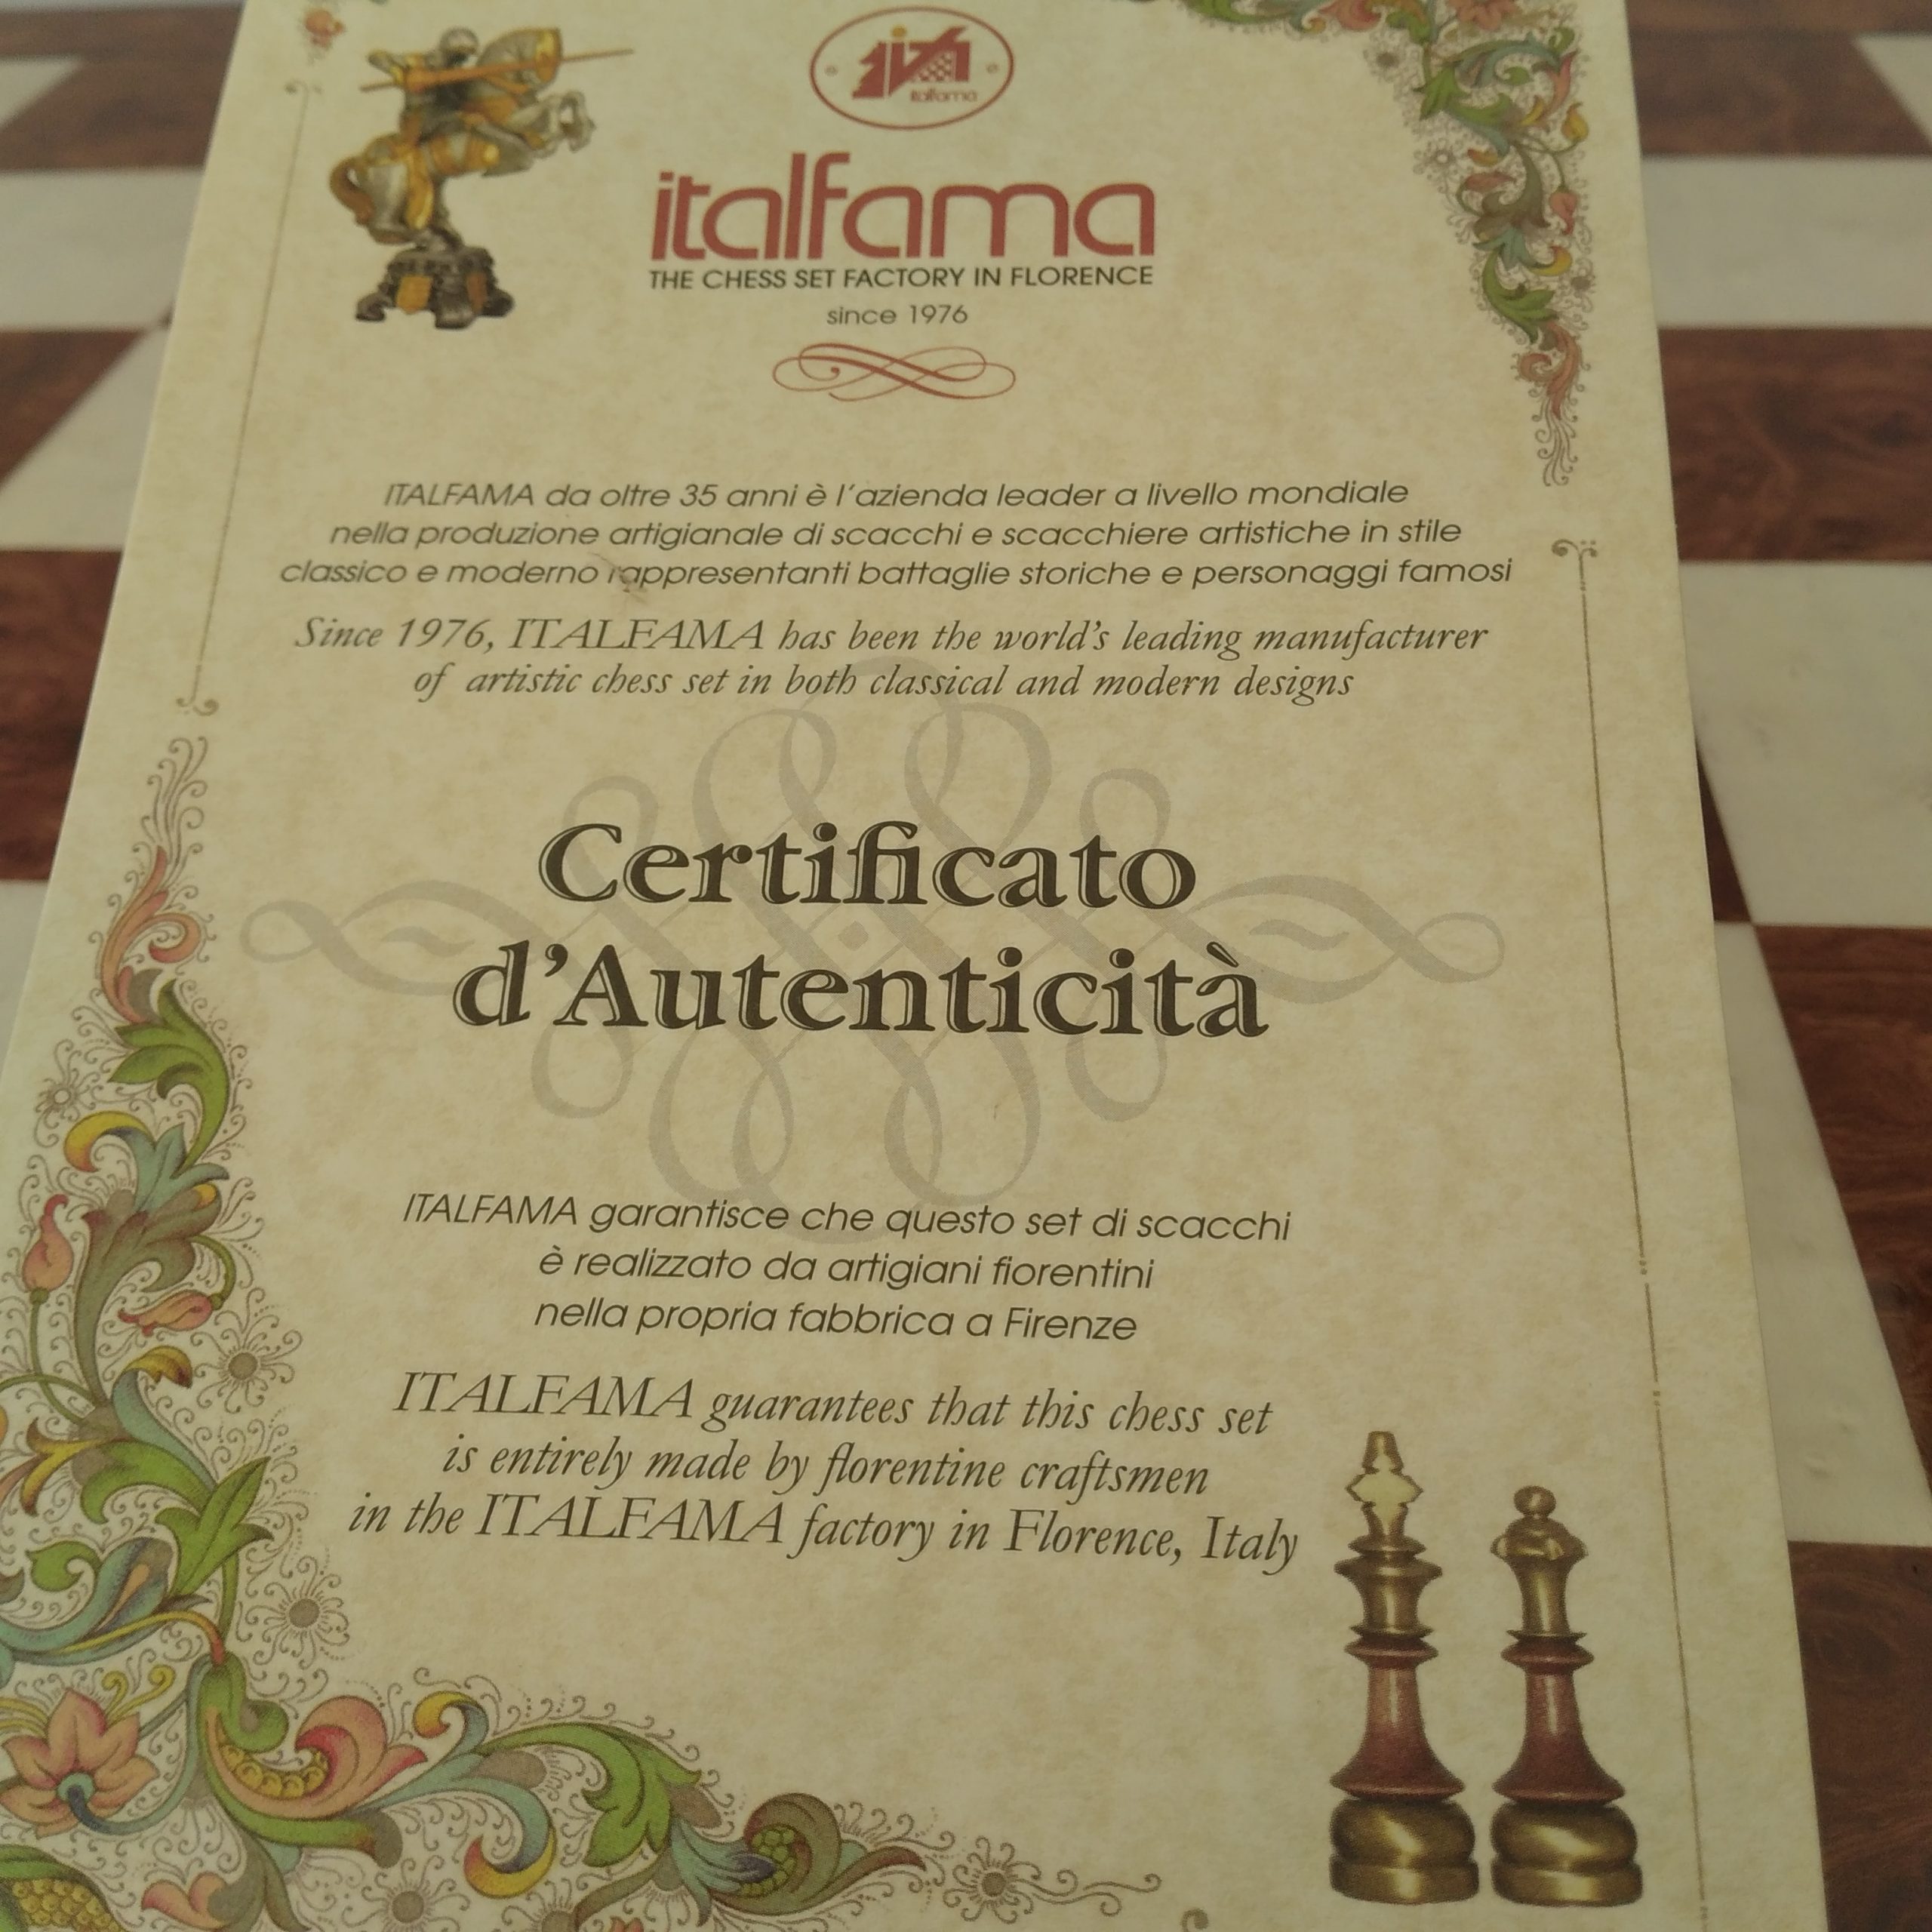 italfama
italfama
THE CHESS SET FACTORY IN FLORENCE
since 1976
ITALFAMA da oltre 35 anni è l'azienda leader a livello mondiale
nella produzione artigianale di scacchi e scacchiere artistiche in stile
classico e moderno rappresentanti battaglie storiche e personaggi famosi
Since 1976, ITALFAMA has been the world's leading manufacturer
of artistic chess set in both classical and modern designs
Certificato
d'Autenticità
ITALFAMA garantisce che questo set di scacchi
è realizzato da artigiani fiorentini
nella propria fabbrica a Firenze
ITALFAMA guarantees that this chess set
is entirely made by florentine craftsmen
in the ITALFAMA factory in Florence, Italy